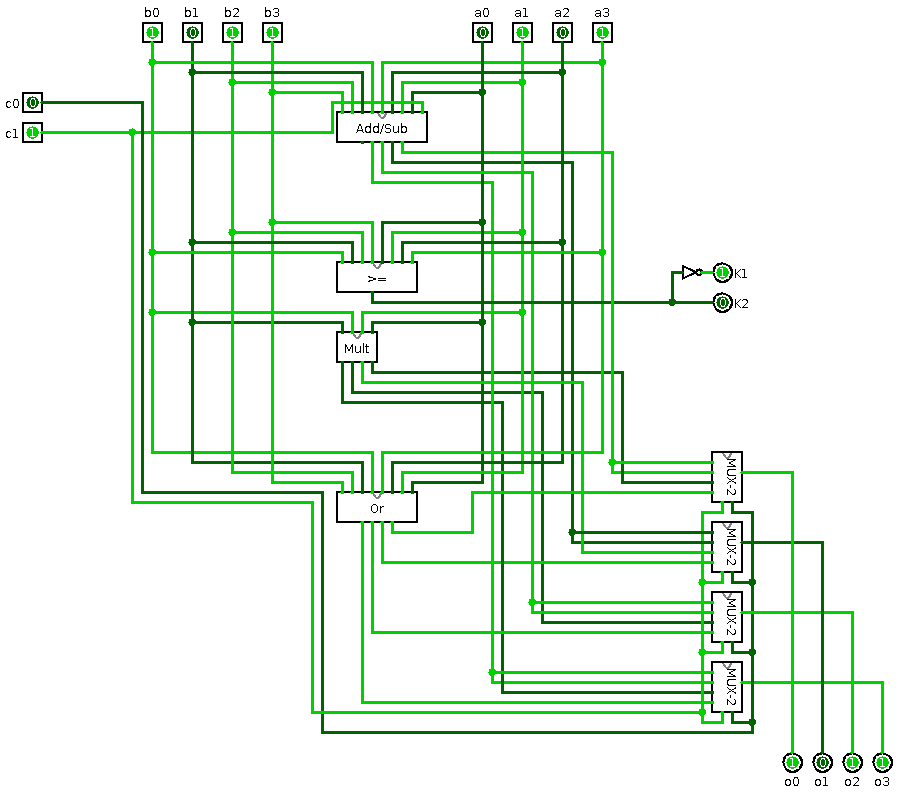 b0 b1 b2 b3 a0 a1 a2 a3
1 0 1 1 0 1 0 1
c0 0
c1 1
Add/Sub
>=
1 K1
0 K2
Mult
MUX-2
Or
MUX-2
MUX-2
MUX-2
1 0 1 1
o0 o1 o2 o3